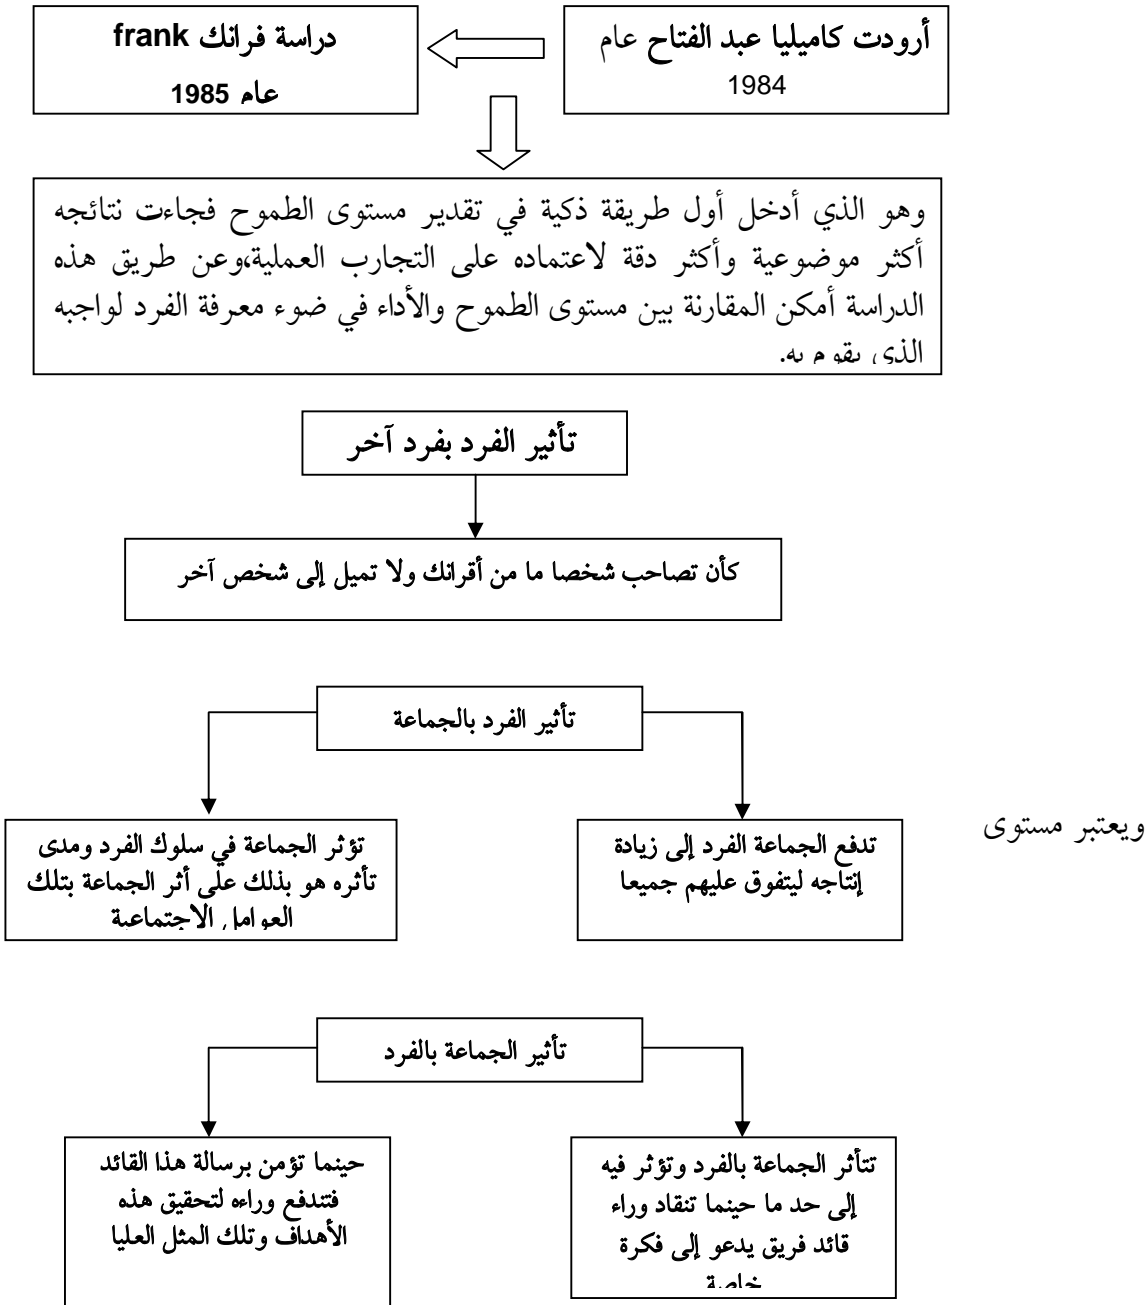 أرودت كاميليا عبد الفتاح عام
1984
دراسة فرانك frank
عام 1985
وهو الذي أدخل أول طريقة ذكية في تقدير مستوى الطموح فجاءت نتائجه
أكثر موضوعية وأكثر دقة لاعتماده على التجارب العملية،وعن طريق هذه
الدراسة أمكن المقارنة بين مستوى الطموح والأداء في ضوء معرفة الفرد لواجبه
الذي يقوم به.
تأثير الفرد بفرد آخر
كأن تصاحب شخصا ما من أقرانك ولا تميل إلى شخص آخر
تأثير الفرد بالجماعة
تدفع الجماعة الفرد إلى زيادة
إنتاجه ليتفوق عليهم جميعا
تؤثر الجماعة في سلوك الفرد ومدى
تأثره هو بذلك على أثر الجماعة بتلك
العوامل الاجتماعية
ويعتبر مستوى
تأثير الجماعة بالفرد
تتأثر الجماعة بالفرد وتؤثر فيه
إلى حد ما حينما تنقاد وراء
قائد فريق يدعو إلى فكرة
خاصة
حينما تؤمن برسالة هذا القائد
فتندفع وراءه لتحقيق هذه
الأهداف وتلك المثل العليا